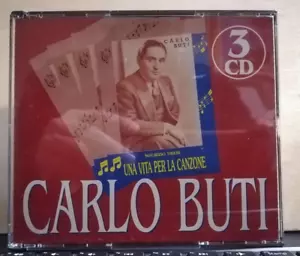 3
CD
CARLO
BUTI
UNA VITA PER LA CANZONE
CARLO BUTI